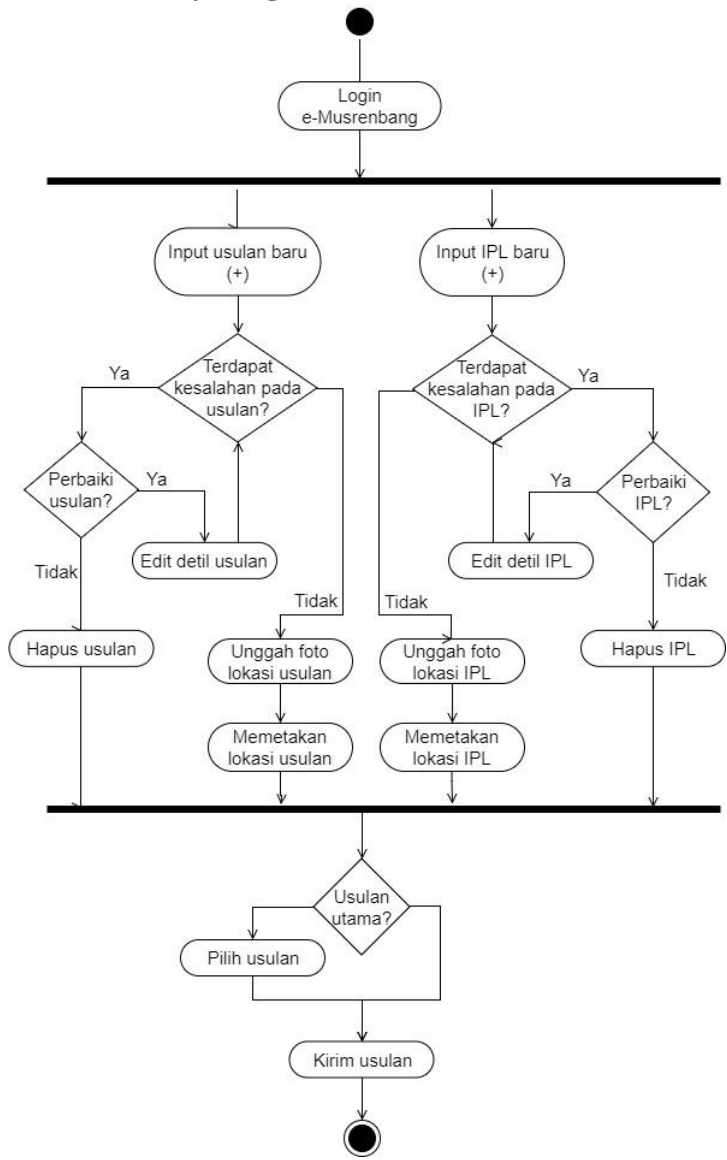 Login
e-Musrenbang
Input usulan baru
(+)
Input IPL baru
(+)
Terdapat
kesalahan pada
usulan?
Terdapat
kesalahan pada
IPL?
Ya
Ya
Perbaiki
usulan?
Ya
Ya
Perbaiki
IPL?
Edit detil usulan
Edit detil IPL
Tidak
Tidak
Tidak
Tidak
Hapus usulan
Unggah foto
lokasi usulan
Unggah foto
lokasi IPL
Hapus IPL
Memetakan
lokasi usulan
Memetakan
lokasi IPL
Usulan
utama?
Pilih usulan
Kirim usulan